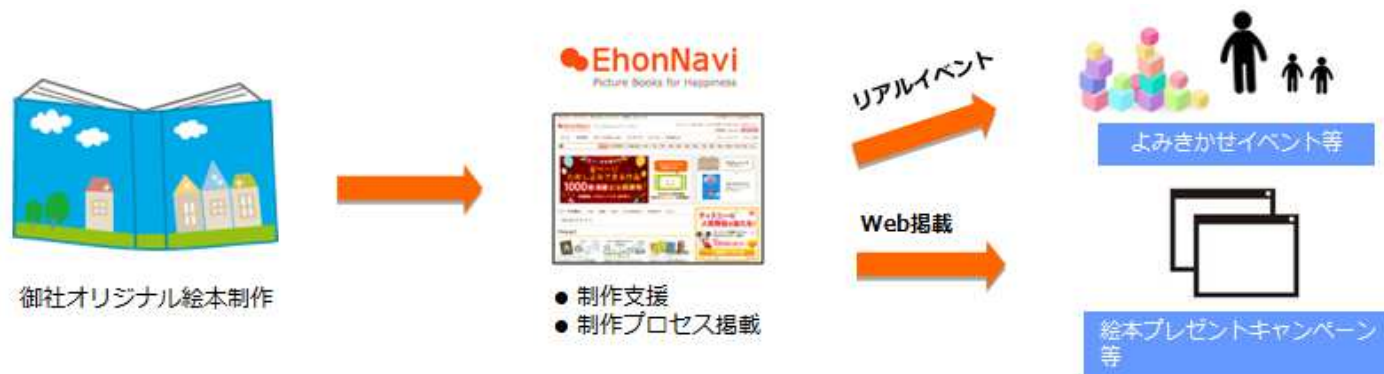 御社オリジナル絵本制作
EhonNavi
Picture Books for Happiness
1000
● 制作支援
● 制作プロセス掲載
リアルイベント
よみきかせイベント等
Web掲載
絵本プレゼントキャンペーン
等